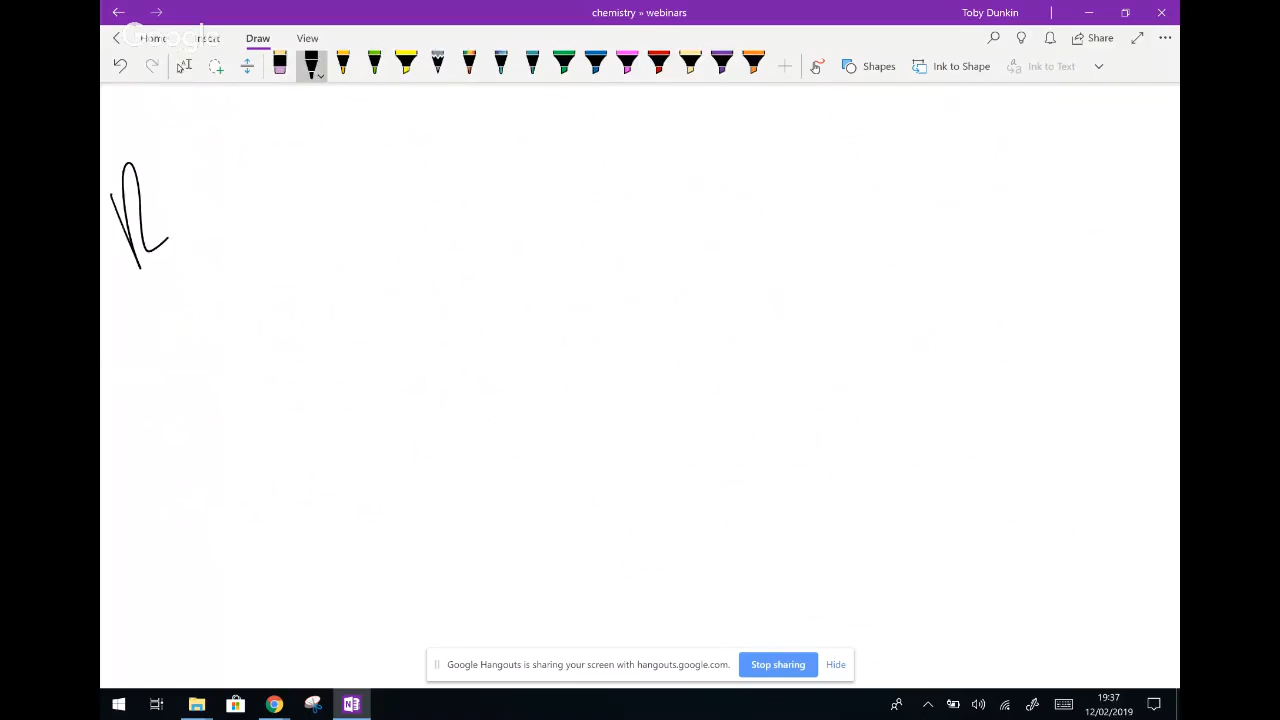 chemistry » webinars
Toby Dunkin
Google
Home
Insert
Draw
View
Share
Shapes
Ink to Shape
Ink to Text
Google Hangouts is sharing your screen with hangouts.google.com.
Stop sharing
Hide
19:37
12/02/2019